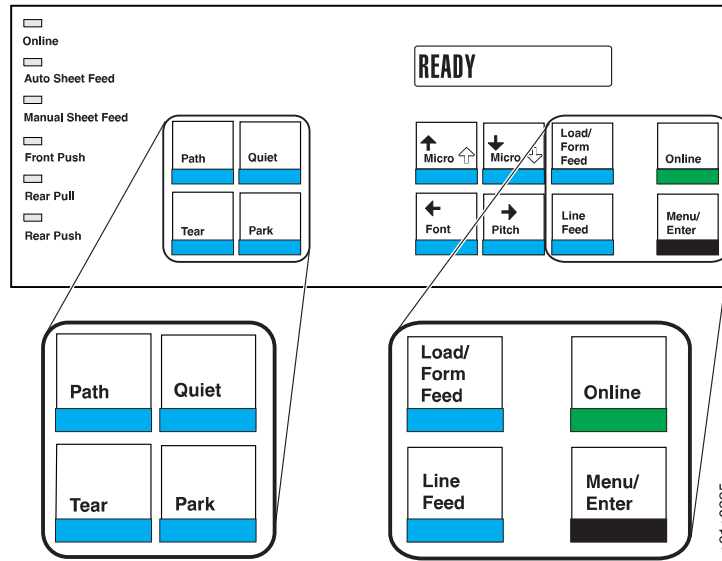 Online
Auto Sheet Feed
Manual Sheet Feed
Front Push
Rear Pull
Rear Push
READY
Path
Quiet
Tear
Park
Micro
Micro
Font
Pitch
Load/
Form
Feed
Online
Line
Feed
Menu/
Enter
Path
Quiet
Tear
Park
Load/
Form
Feed
Online
Line
Feed
Menu/
Enter